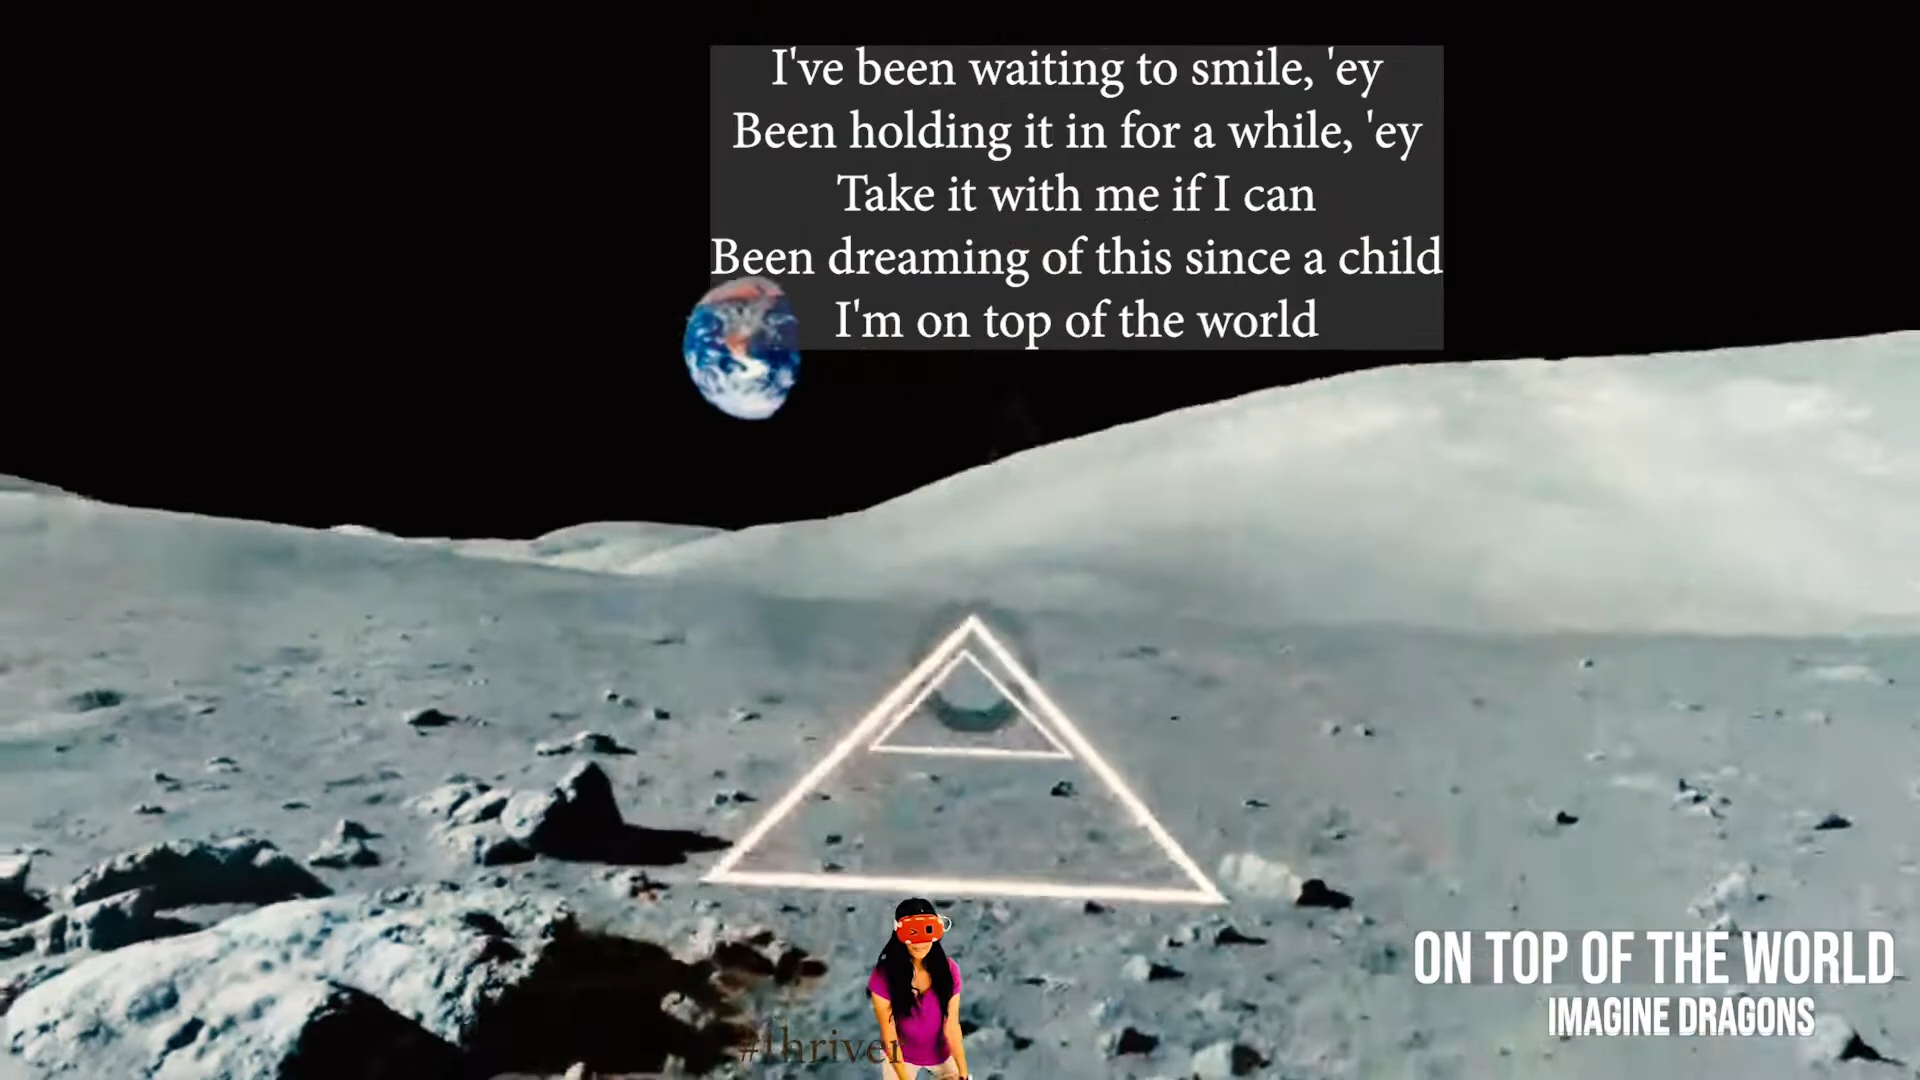 I've been waiting to smile, 'ey
Been holding it in for a while, 'ey
Take it with me if I can
Been dreaming of this since a child
I'm on top of the world
ON TOP OF THE WORLD
IMAGINE DRAGONS
#1hriver